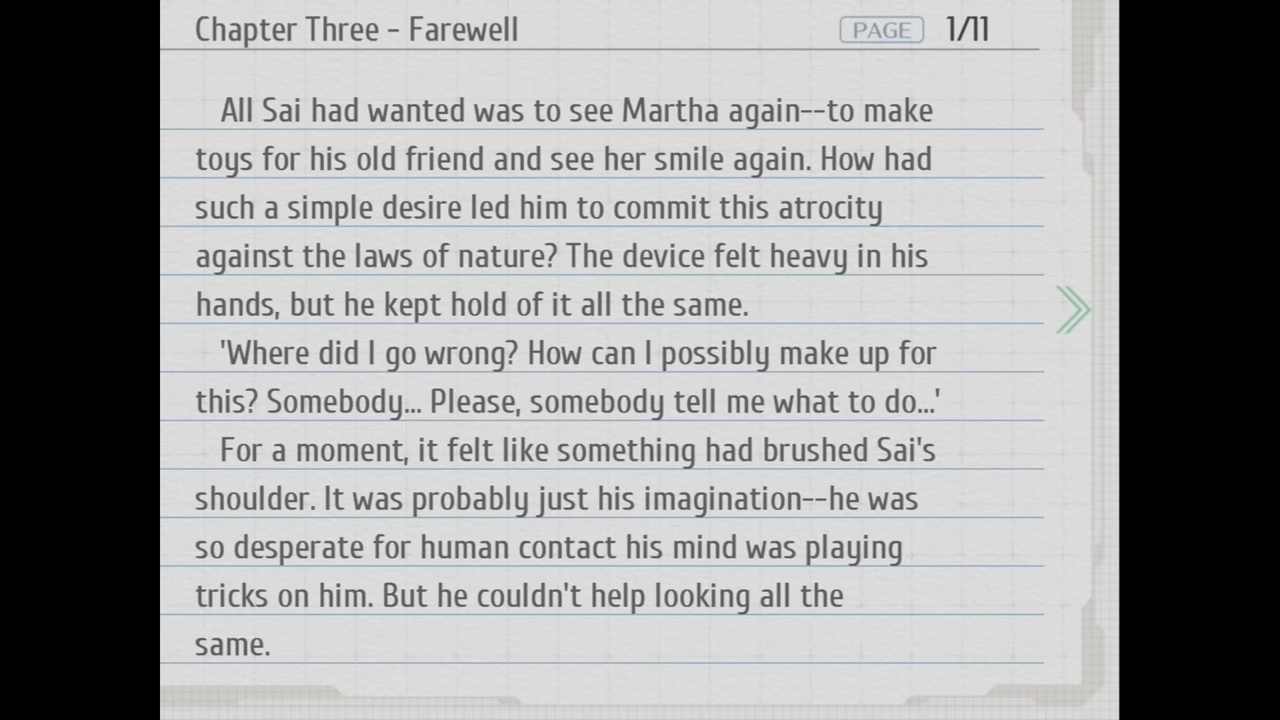 Chapter Three - Farewell PAGE 1/11
All Sai had wanted was to see Martha again--to make
toys for his old friend and see her smile again. How had
such a simple desire led him to commit this atrocity
against the laws of nature? The device felt heavy in his
hands, but he kept hold of it all the same.
'Where did I go wrong? How can I possibly make up for
this? Somebody... Please, somebody tell me what to do...'
For a moment, it felt like something had brushed Sai's
shoulder. It was probably just his imagination--he was
so desperate for human contact his mind was playing
tricks on him. But he couldn't help looking all the
same.